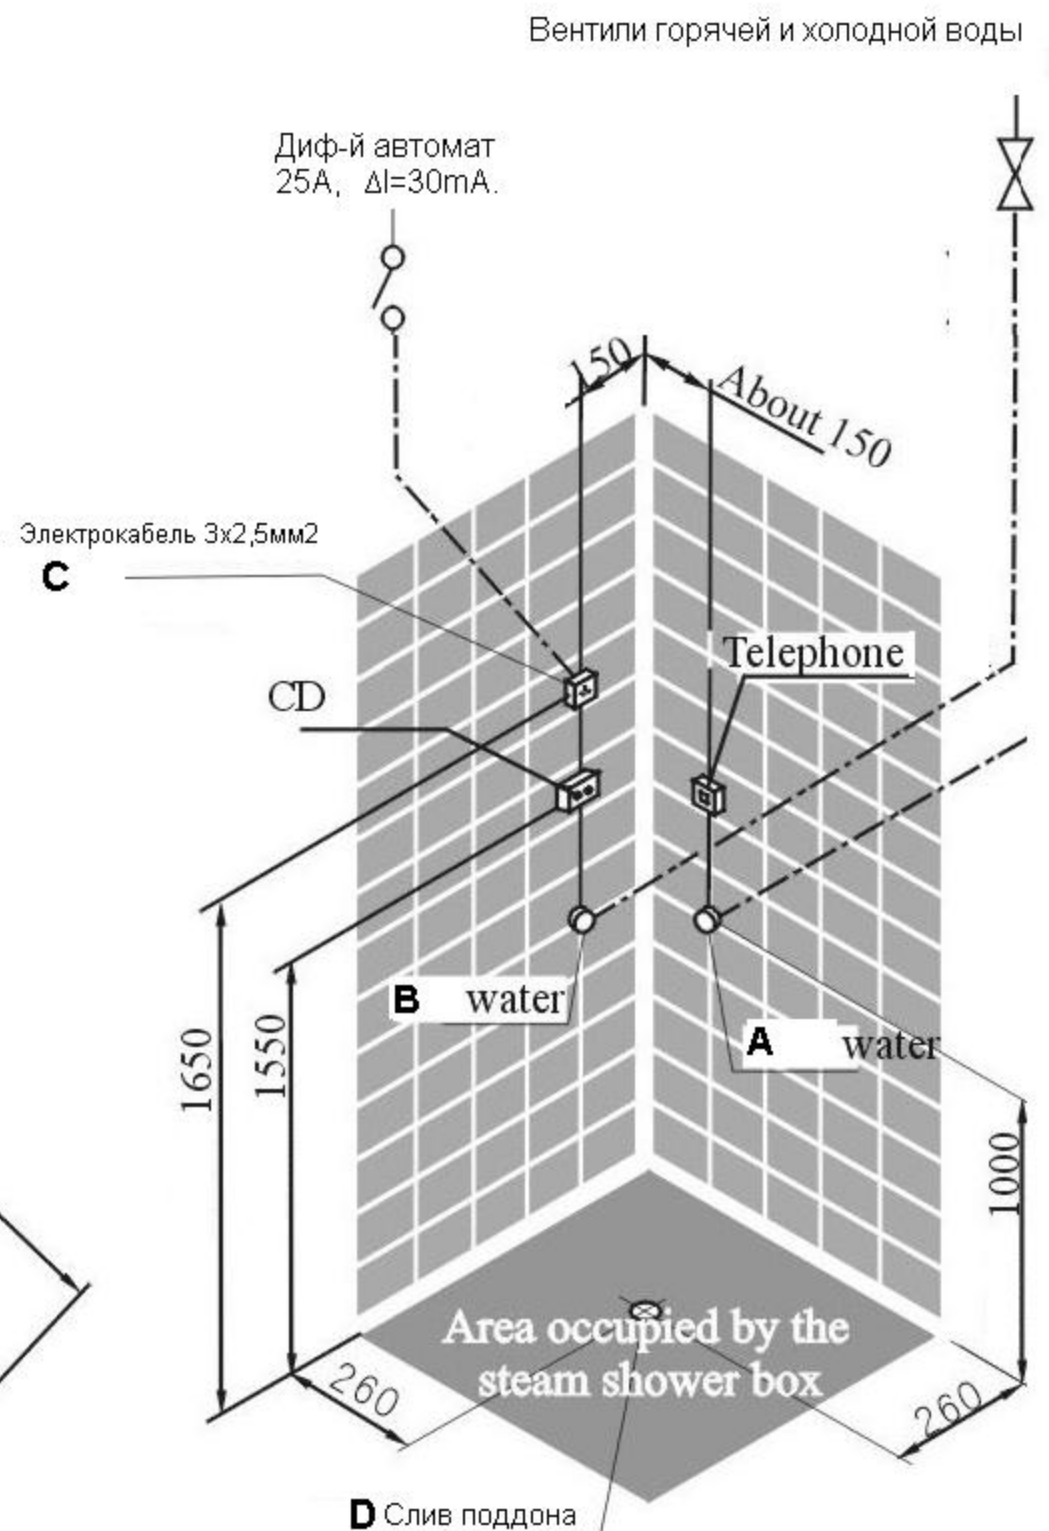 Вентили горячей и холодной воды
Диф-й автомат
25А, ΔI=30mA.
150
About 150
Электрокабель 3х2,5мм2
C
Telephone
CD
B water
A water
1650
1550
1000
Area occupied by the
steam shower box
260
260
D Слив поддона